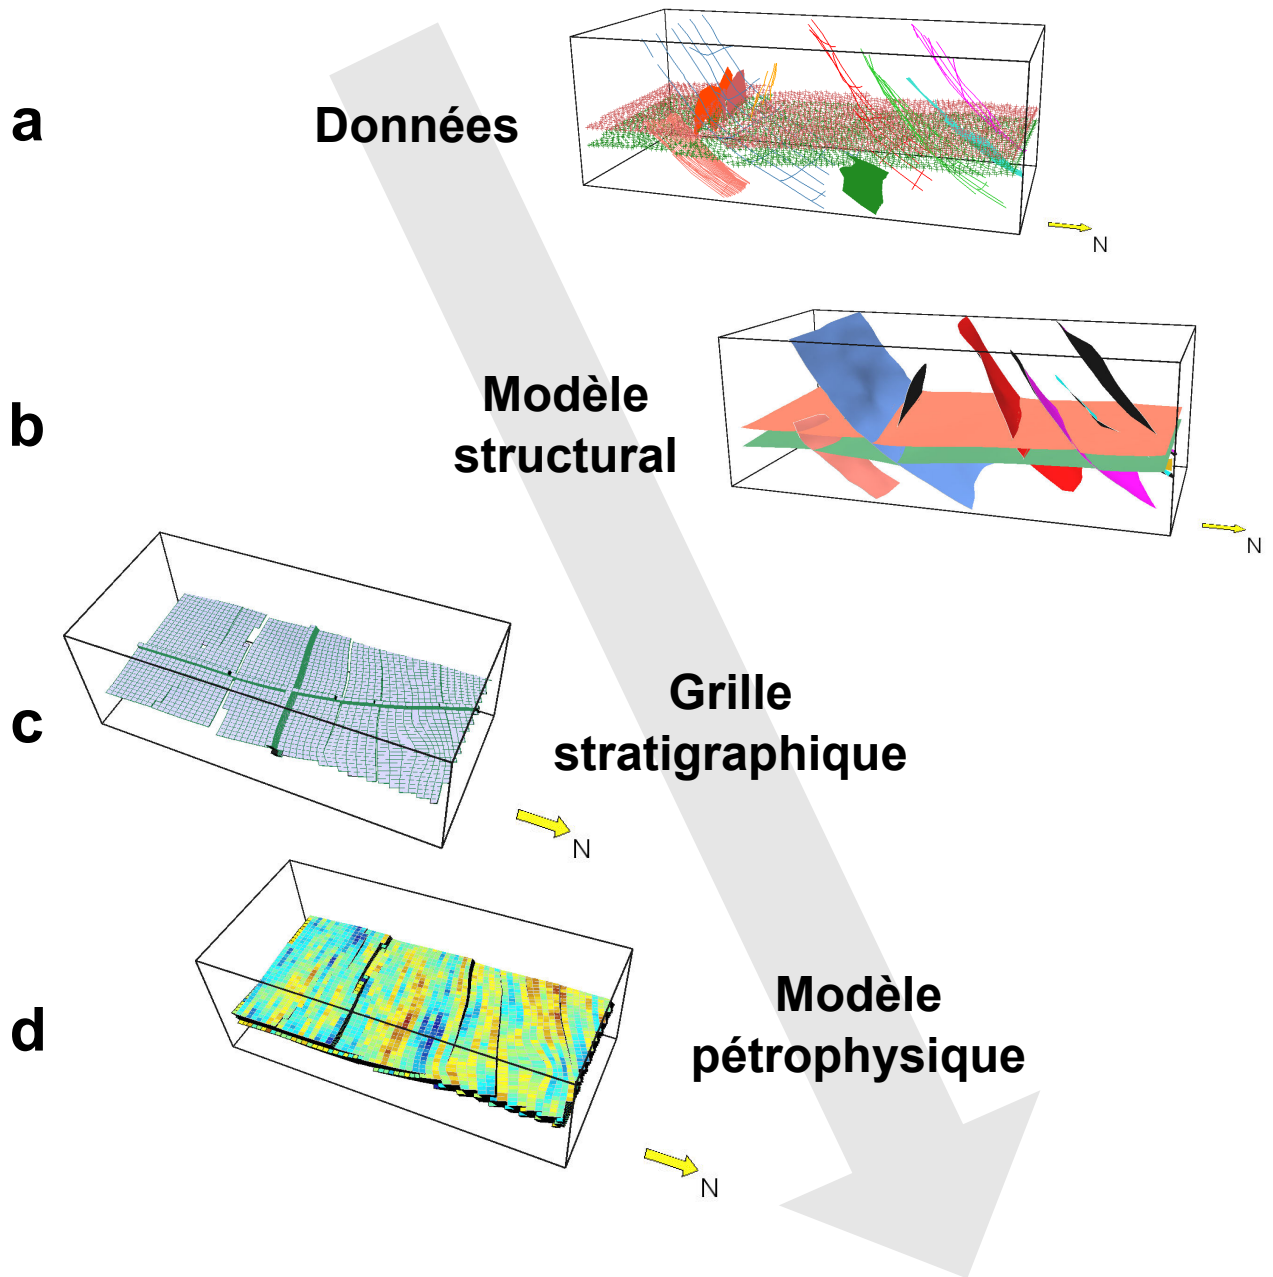 a
Données
N
b
Modèle
structural
N
c
Grille
stratigraphique
N
d
Modèle
pétrophysique
N